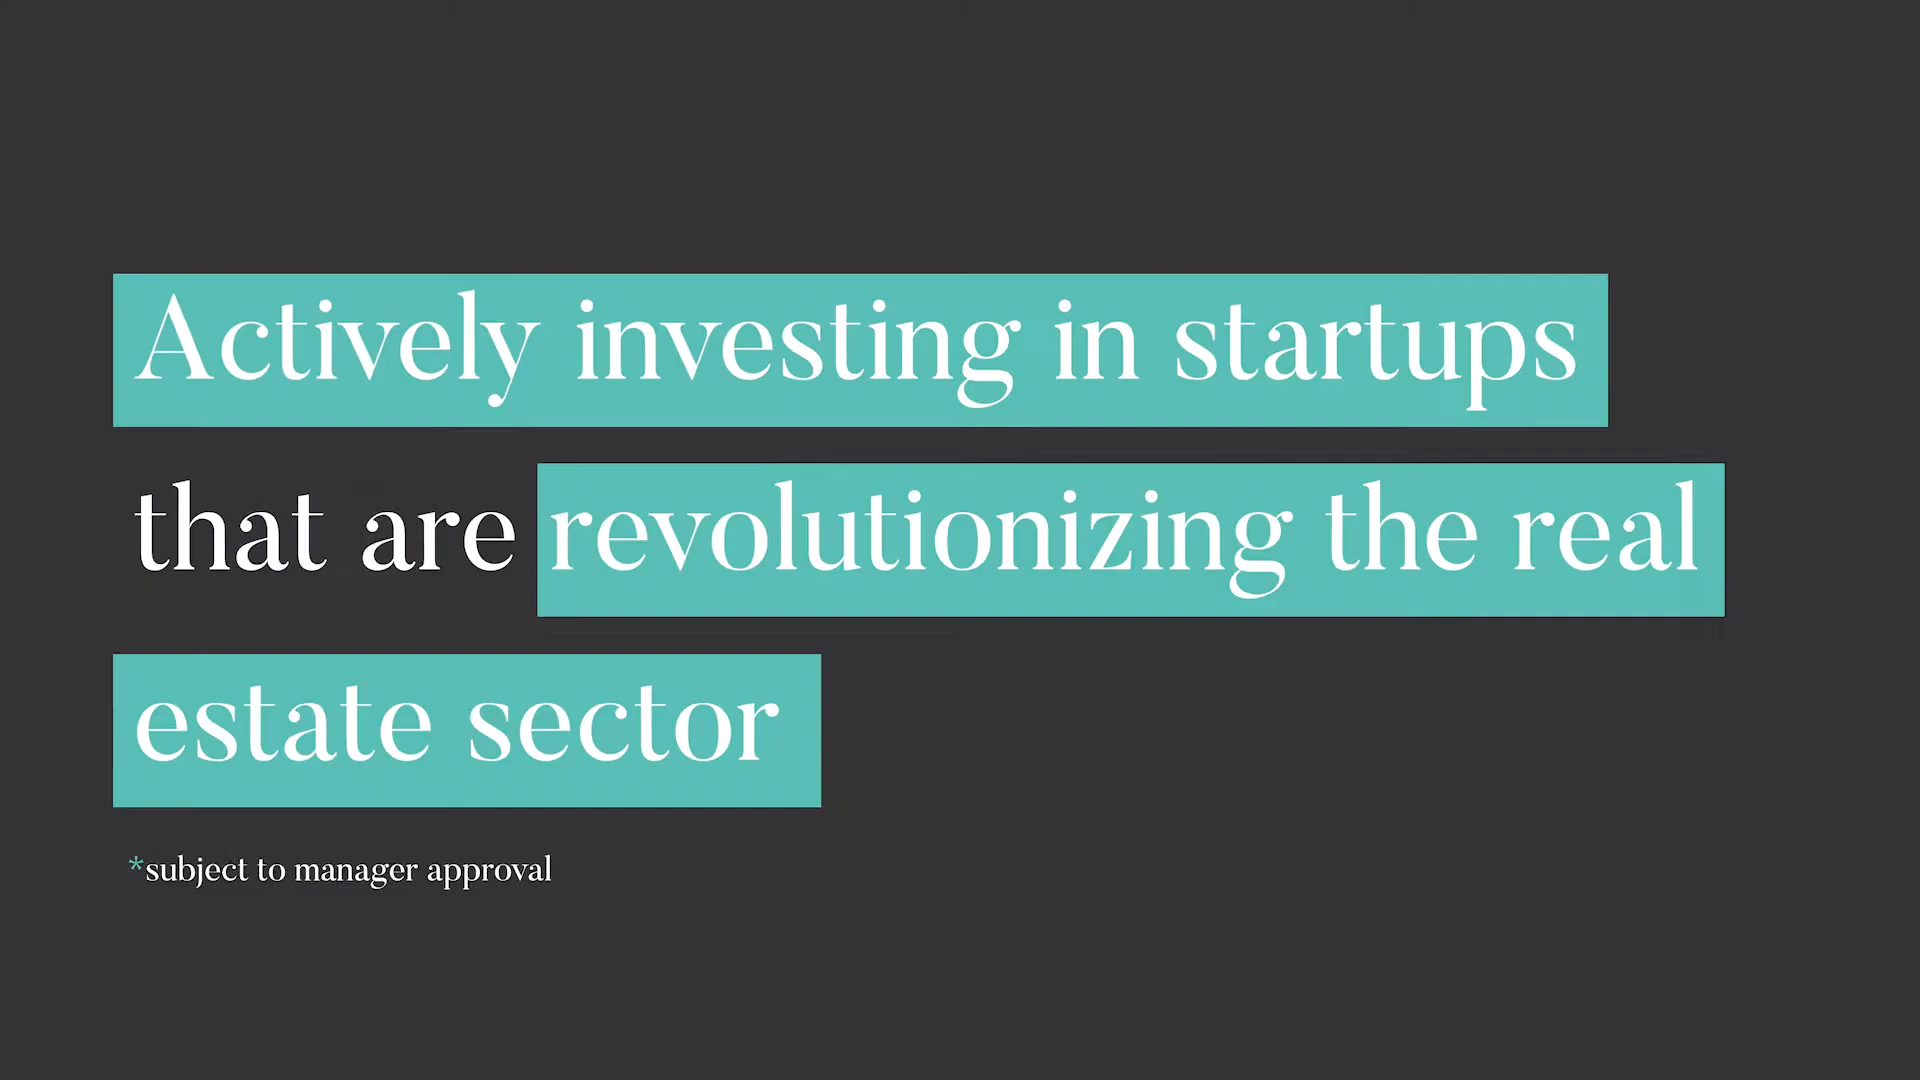 Actively investing in startups
that are revolutionizing the real
estate sector
*subject to manager approval